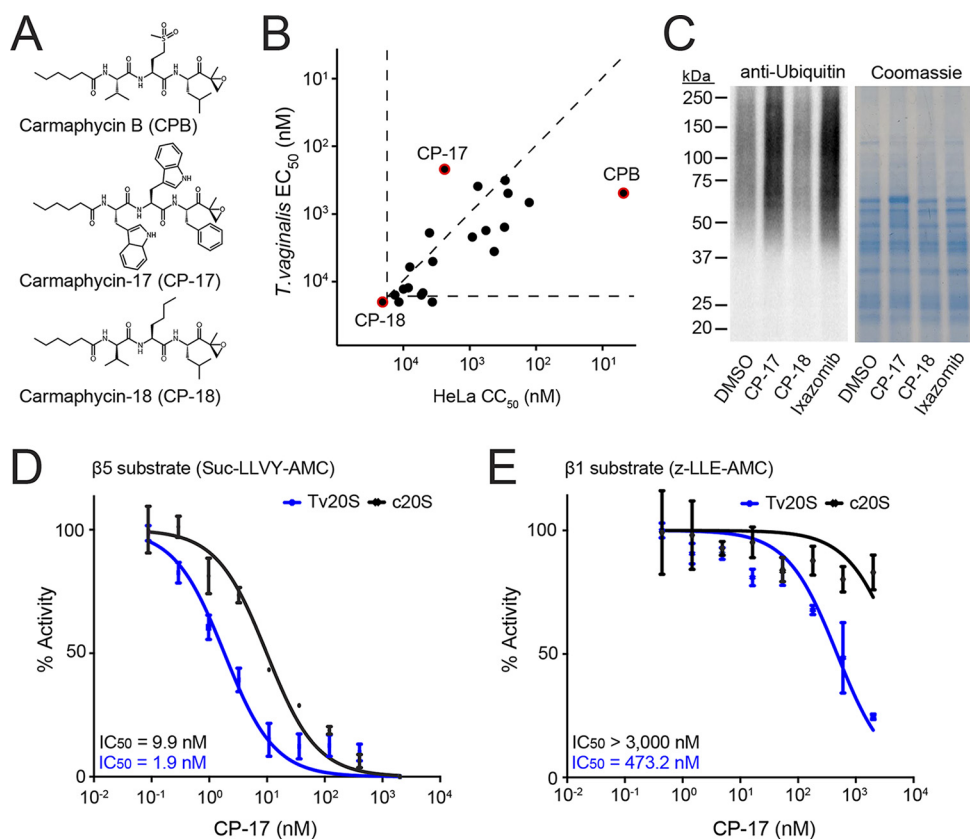 A
O O
S
O
H
N
O
H
N
O
N
H
O
O
Carmaphycin B (CPB)
NH
O
H
N
O
H
N
O
N
H
O
O
NH
Carmaphycin-17 (CP-17)
O
H
N
O
H
N
O
N
H
O
O
Carmaphycin-18 (CP-18)
B
T.vaginalis EC50 (nM)
10¹
10²
10³
10⁴
CP-17
CPB
CP-18
10⁴ 10³ 10² 10¹
HeLa CC50 (nM)
C
kDa anti-Ubiquitin Coomassie
250
150
100
75
50
37
25
20
DMSO CP-17 CP-18 Ixazomib DMSO CP-17 CP-18 Ixazomib
D β5 substrate (Suc-LLVY-AMC)
Tv20S c20S
% Activity
100
50
0
IC50 = 9.9 nM
IC50 = 1.9 nM
10⁻² 10⁻¹ 10⁰ 10¹ 10² 10³ 10⁴
CP-17 (nM)
E β1 substrate (z-LLE-AMC)
Tv20S c20S
% Activity
100
50
0
IC50 > 3,000 nM
IC50 = 473.2 nM
10⁻¹ 10⁰ 10¹ 10² 10³ 10⁴
CP-17 (nM)